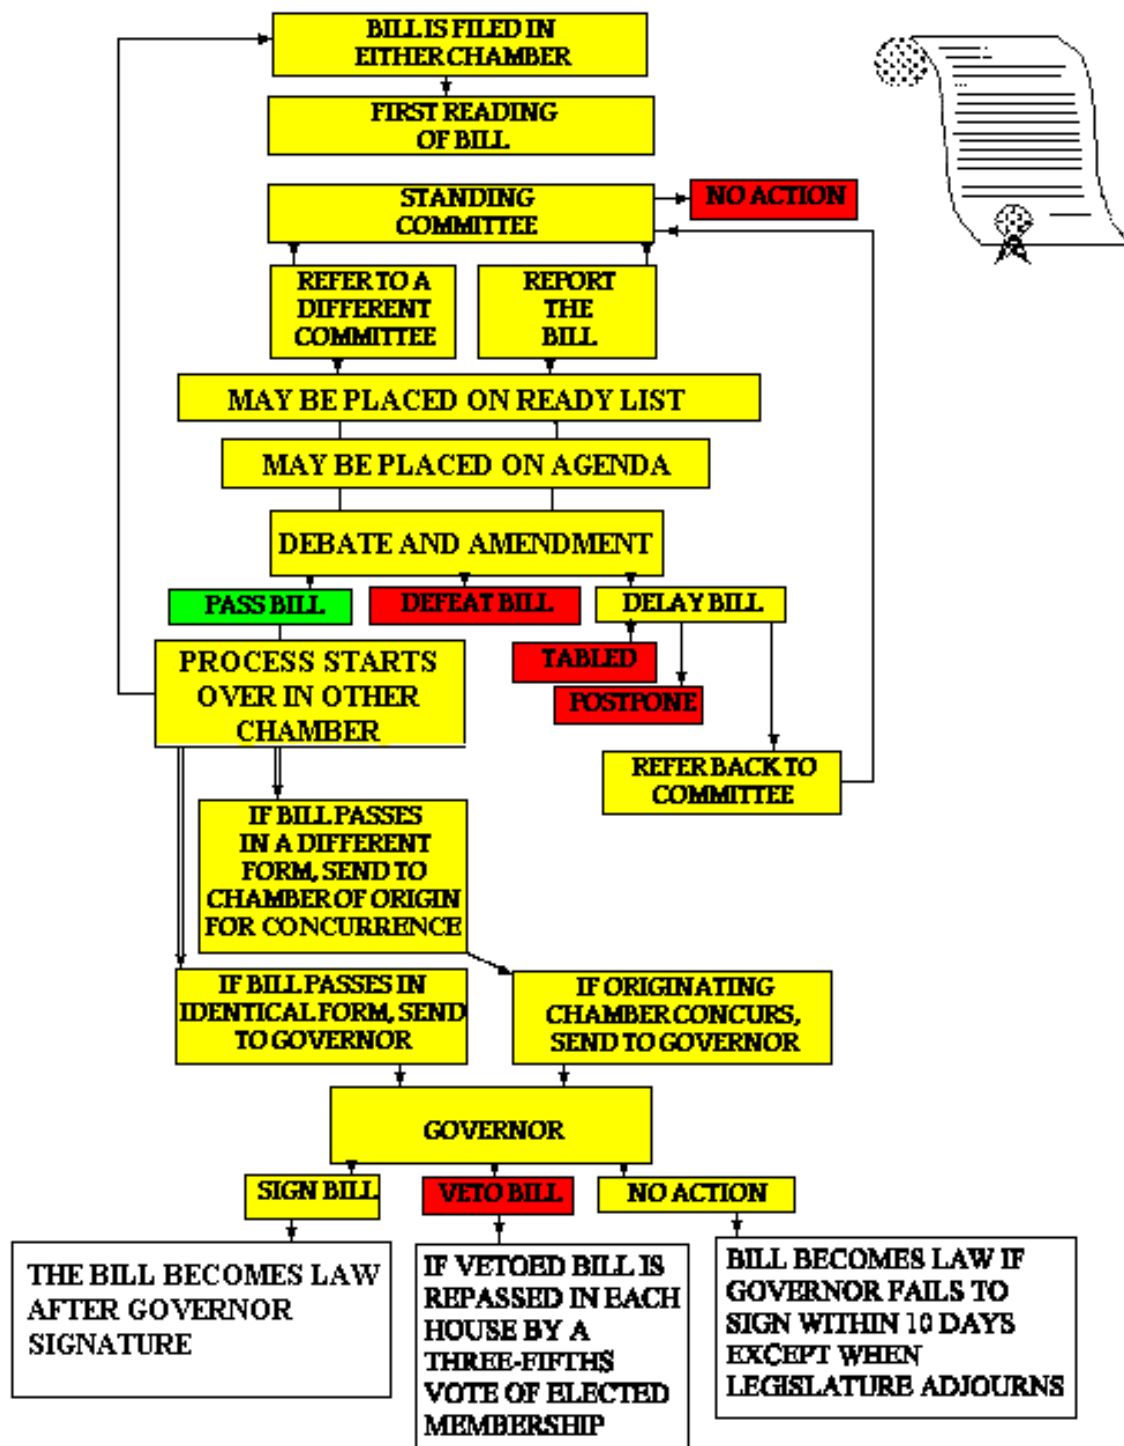 BILL IS FILED IN
EITHER CHAMBER
FIRST READING
OF BILL
STANDING
COMMITTEE
NO ACTION
REFER TO A
DIFFERENT
COMMITTEE
REPORT
THE
BILL
MAY BE PLACED ON READY LIST
MAY BE PLACED ON AGENDA
DEBATE AND AMENDMENT
PASS BILL
DEFEAT BILL
DELAY BILL
TABLED
POSTPONE
PROCESS STARTS
OVER IN OTHER
CHAMBER
REFER BACK TO
COMMITTEE
IF BILL PASSES
IN A DIFFERENT
FORM, SEND TO
CHAMBER OF ORIGIN
FOR CONCURRENCE
IF BILL PASSES IN
IDENTICAL FORM, SEND
TO GOVERNOR
IF ORIGINATING
CHAMBER CONCURS,
SEND TO GOVERNOR
GOVERNOR
SIGN BILL
VETO BILL
NO ACTION
THE BILL BECOMES LAW
AFTER GOVERNOR
SIGNATURE
IF VETOED BILL IS
REPASSED IN EACH
HOUSE BY A
THREE-FIFTHS
VOTE OF ELECTED
MEMBERSHIP
BILL BECOMES LAW IF
GOVERNOR FAILS TO
SIGN WITHIN 10 DAYS
EXCEPT WHEN
LEGISLATURE ADJOURNS